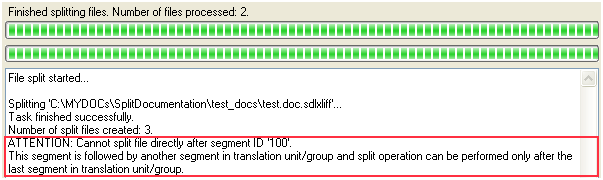 Finished splitting files. Number of files processed: 2.
File split started...
Splitting 'C:\MYDOCs\SplitDocumentation\test_docs\test.doc.sdlxliff'...
Task finished successfully.
Number of split files created: 3.
ATTENTION: Cannot split file directly after segment ID '100'.
This segment is followed by another segment in translation unit/group and split operation can be performed only after the
last segment in translation unit/group.